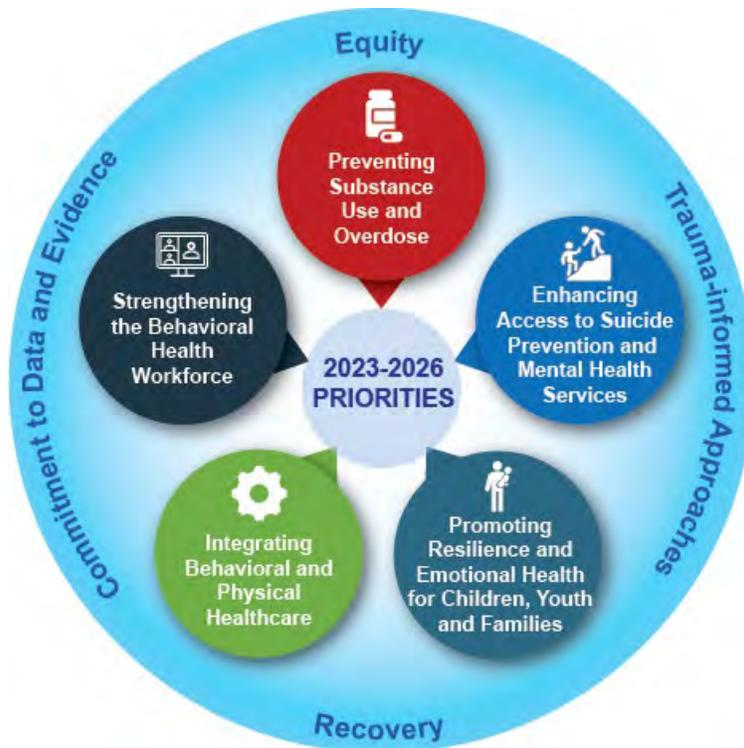 Equity
Preventing
Substance
Use and
Overdose
Trauma-informed Approaches
Enhancing
Access to Suicide
Prevention and
Mental Health
Services
Promoting
Resilience and
Emotional Health
for Children, Youth
and Families
Recovery
Integrating
Behavioral and
Physical
Healthcare
Commitment to Data and Evidence
Strengthening
the Behavioral
Health
Workforce
2023-2026
PRIORITIES